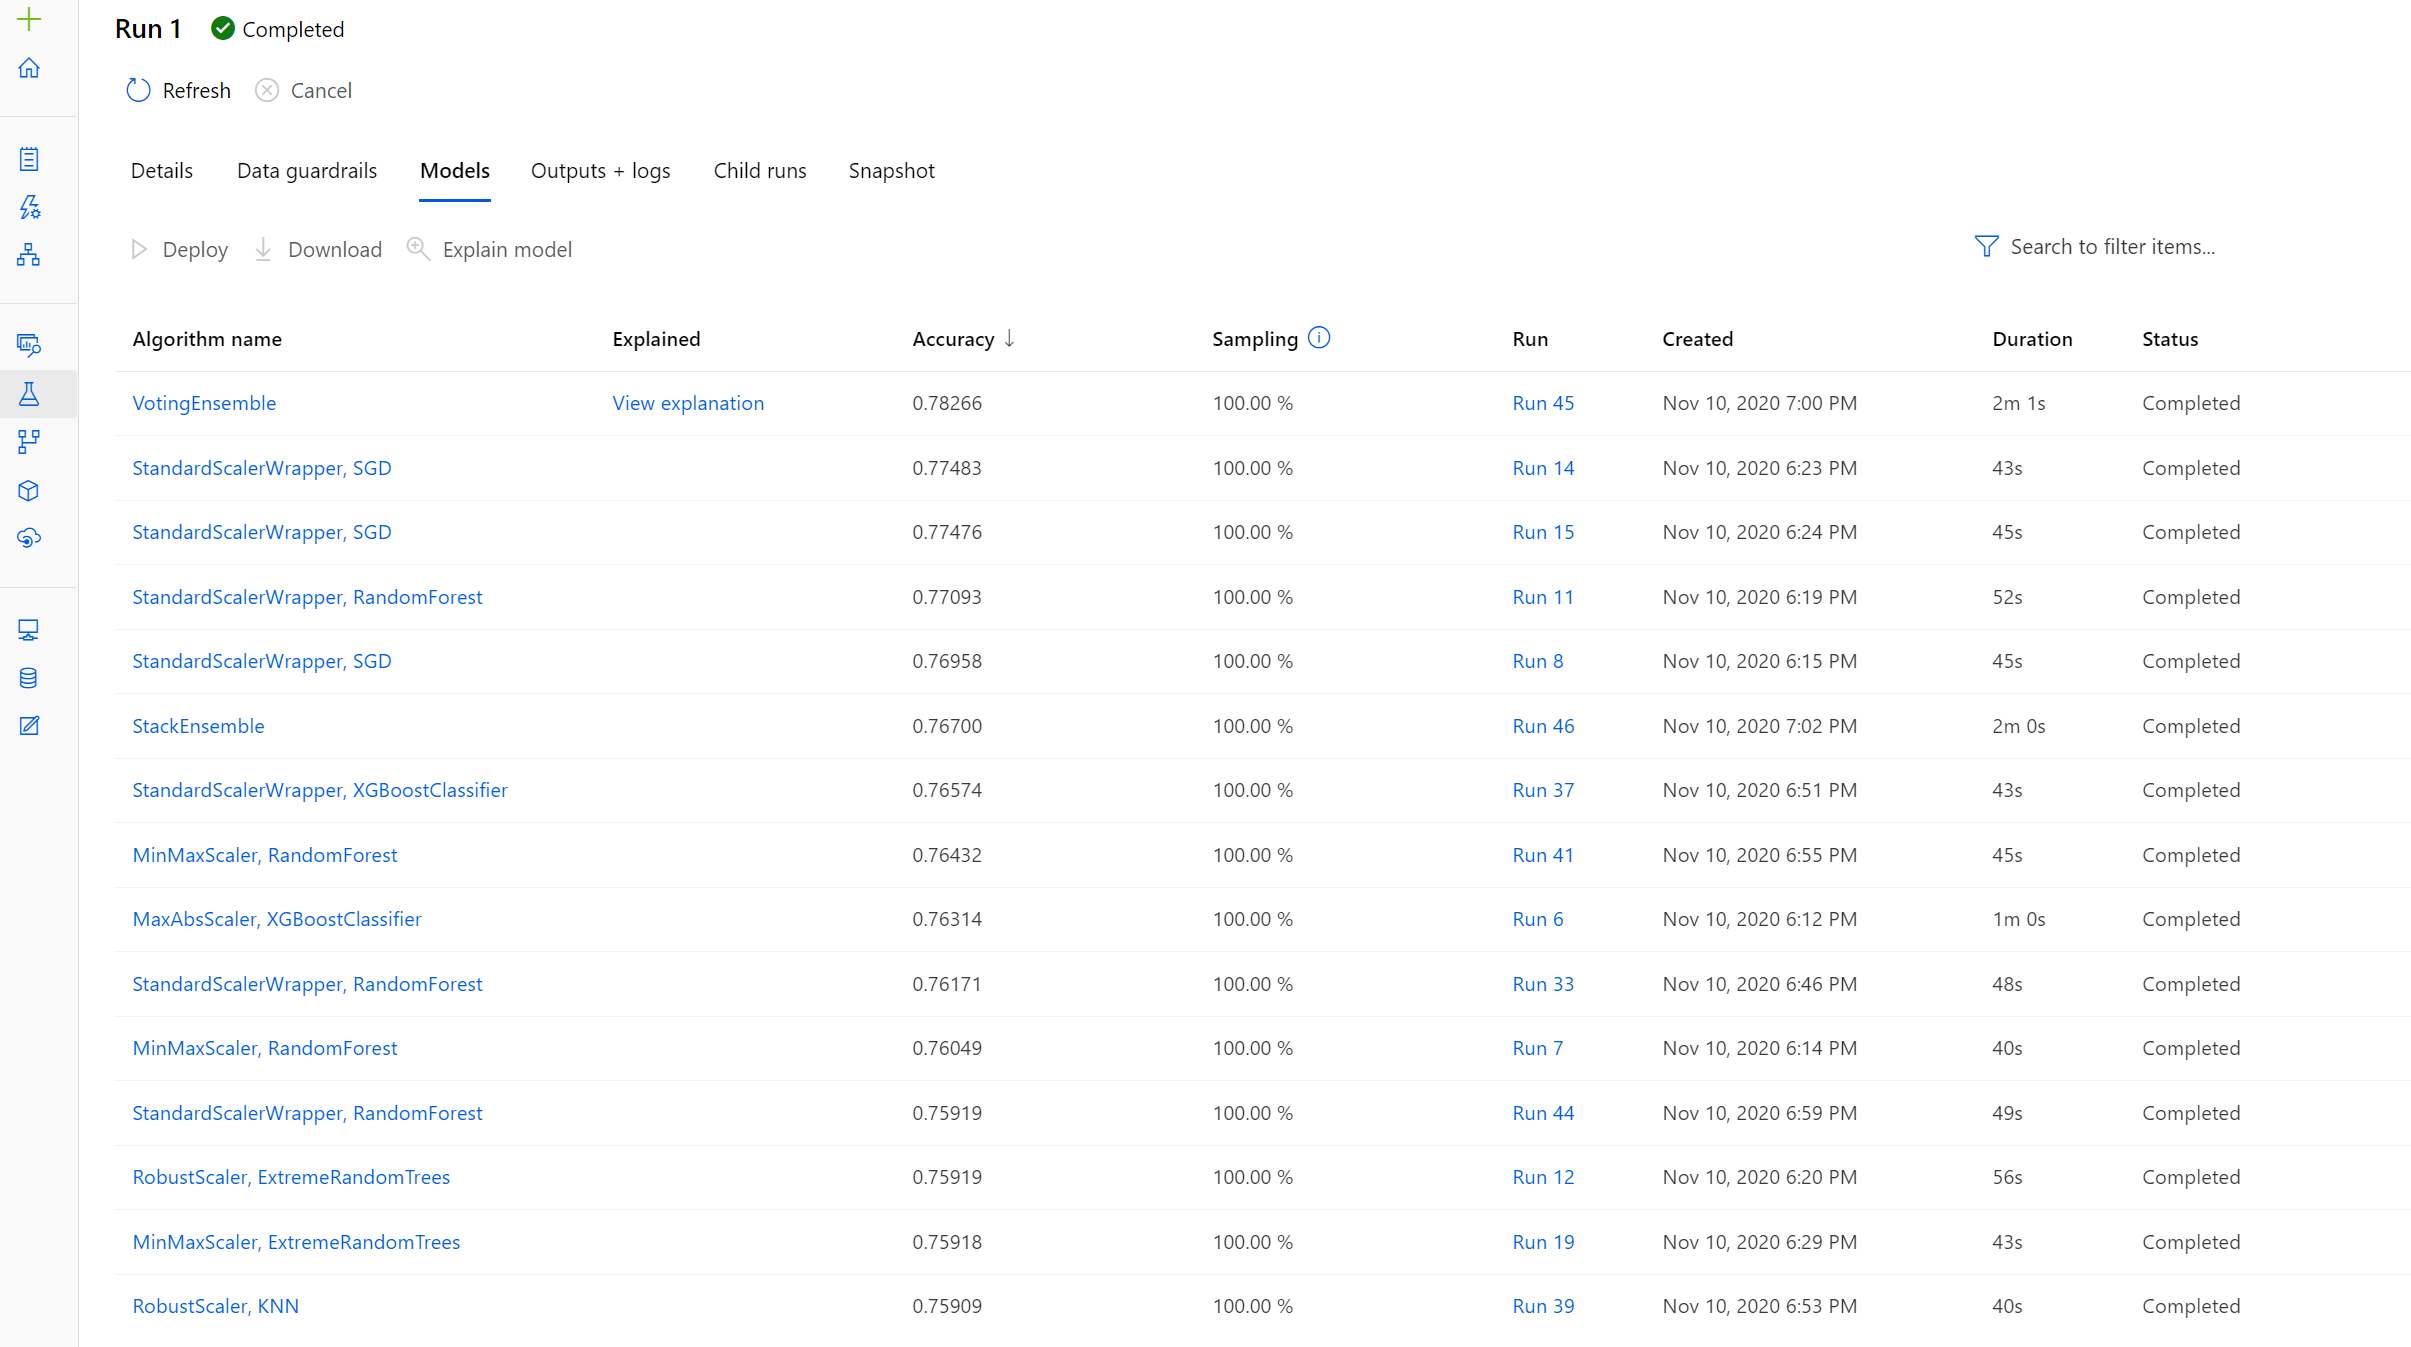 Run 1 Completed
Refresh Cancel
Details Data guardrails Models Outputs + logs Child runs Snapshot
Deploy Download Explain model Search to filter items...
Algorithm name Explained Accuracy ↓ Sampling Run Created Duration Status
VotingEnsemble View explanation 0.78266 100.00 % Run 45 Nov 10, 2020 7:00 PM 2m 1s Completed
StandardScalerWrapper, SGD 0.77483 100.00 % Run 14 Nov 10, 2020 6:23 PM 43s Completed
StandardScalerWrapper, SGD 0.77476 100.00 % Run 15 Nov 10, 2020 6:24 PM 45s Completed
StandardScalerWrapper, RandomForest 0.77093 100.00 % Run 11 Nov 10, 2020 6:19 PM 52s Completed
StandardScalerWrapper, SGD 0.76958 100.00 % Run 8 Nov 10, 2020 6:15 PM 45s Completed
StackEnsemble 0.76700 100.00 % Run 46 Nov 10, 2020 7:02 PM 2m 0s Completed
StandardScalerWrapper, XGBoostClassifier 0.76574 100.00 % Run 37 Nov 10, 2020 6:51 PM 43s Completed
MinMaxScaler, RandomForest 0.76432 100.00 % Run 41 Nov 10, 2020 6:55 PM 45s Completed
MaxAbsScaler, XGBoostClassifier 0.76314 100.00 % Run 6 Nov 10, 2020 6:12 PM 1m 0s Completed
StandardScalerWrapper, RandomForest 0.76171 100.00 % Run 33 Nov 10, 2020 6:46 PM 48s Completed
MinMaxScaler, RandomForest 0.76049 100.00 % Run 7 Nov 10, 2020 6:14 PM 40s Completed
StandardScalerWrapper, RandomForest 0.75919 100.00 % Run 44 Nov 10, 2020 6:59 PM 49s Completed
RobustScaler, ExtremeRandomTrees 0.75919 100.00 % Run 12 Nov 10, 2020 6:20 PM 56s Completed
MinMaxScaler, ExtremeRandomTrees 0.75918 100.00 % Run 19 Nov 10, 2020 6:29 PM 43s Completed
RobustScaler, KNN 0.75909 100.00 % Run 39 Nov 10, 2020 6:53 PM 40s Completed